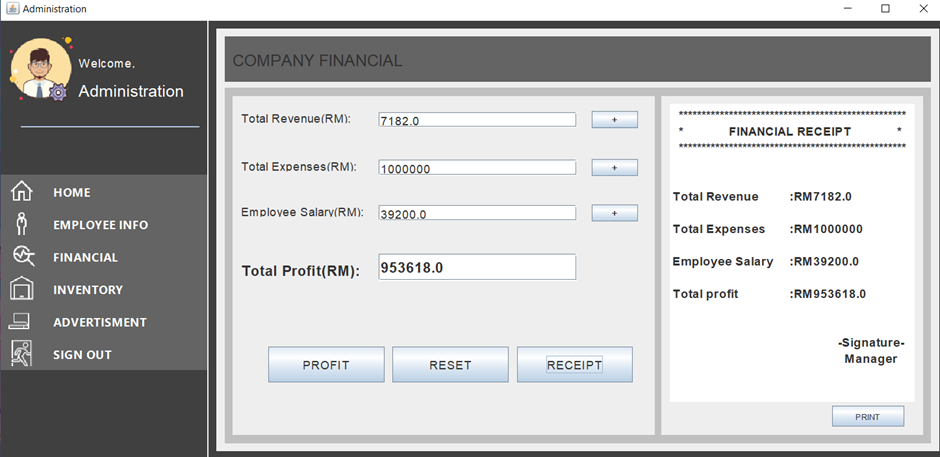 Administration
Welcome,
Administration
HOME
EMPLOYEE INFO
FINANCIAL
INVENTORY
ADVERTISMENT
SIGN OUT
COMPANY FINANCIAL
Total Revenue(RM): 7182.0 +
Total Expenses(RM): 1000000 +
Employee Salary(RM): 39200.0 +
Total Profit(RM): 953618.0
PROFIT RESET RECEIPT
**************************************************
* FINANCIAL RECEIPT *
**************************************************
Total Revenue :RM7182.0
Total Expenses :RM1000000
Employee Salary :RM39200.0
Total profit :RM953618.0
-Signature-
Manager
PRINT